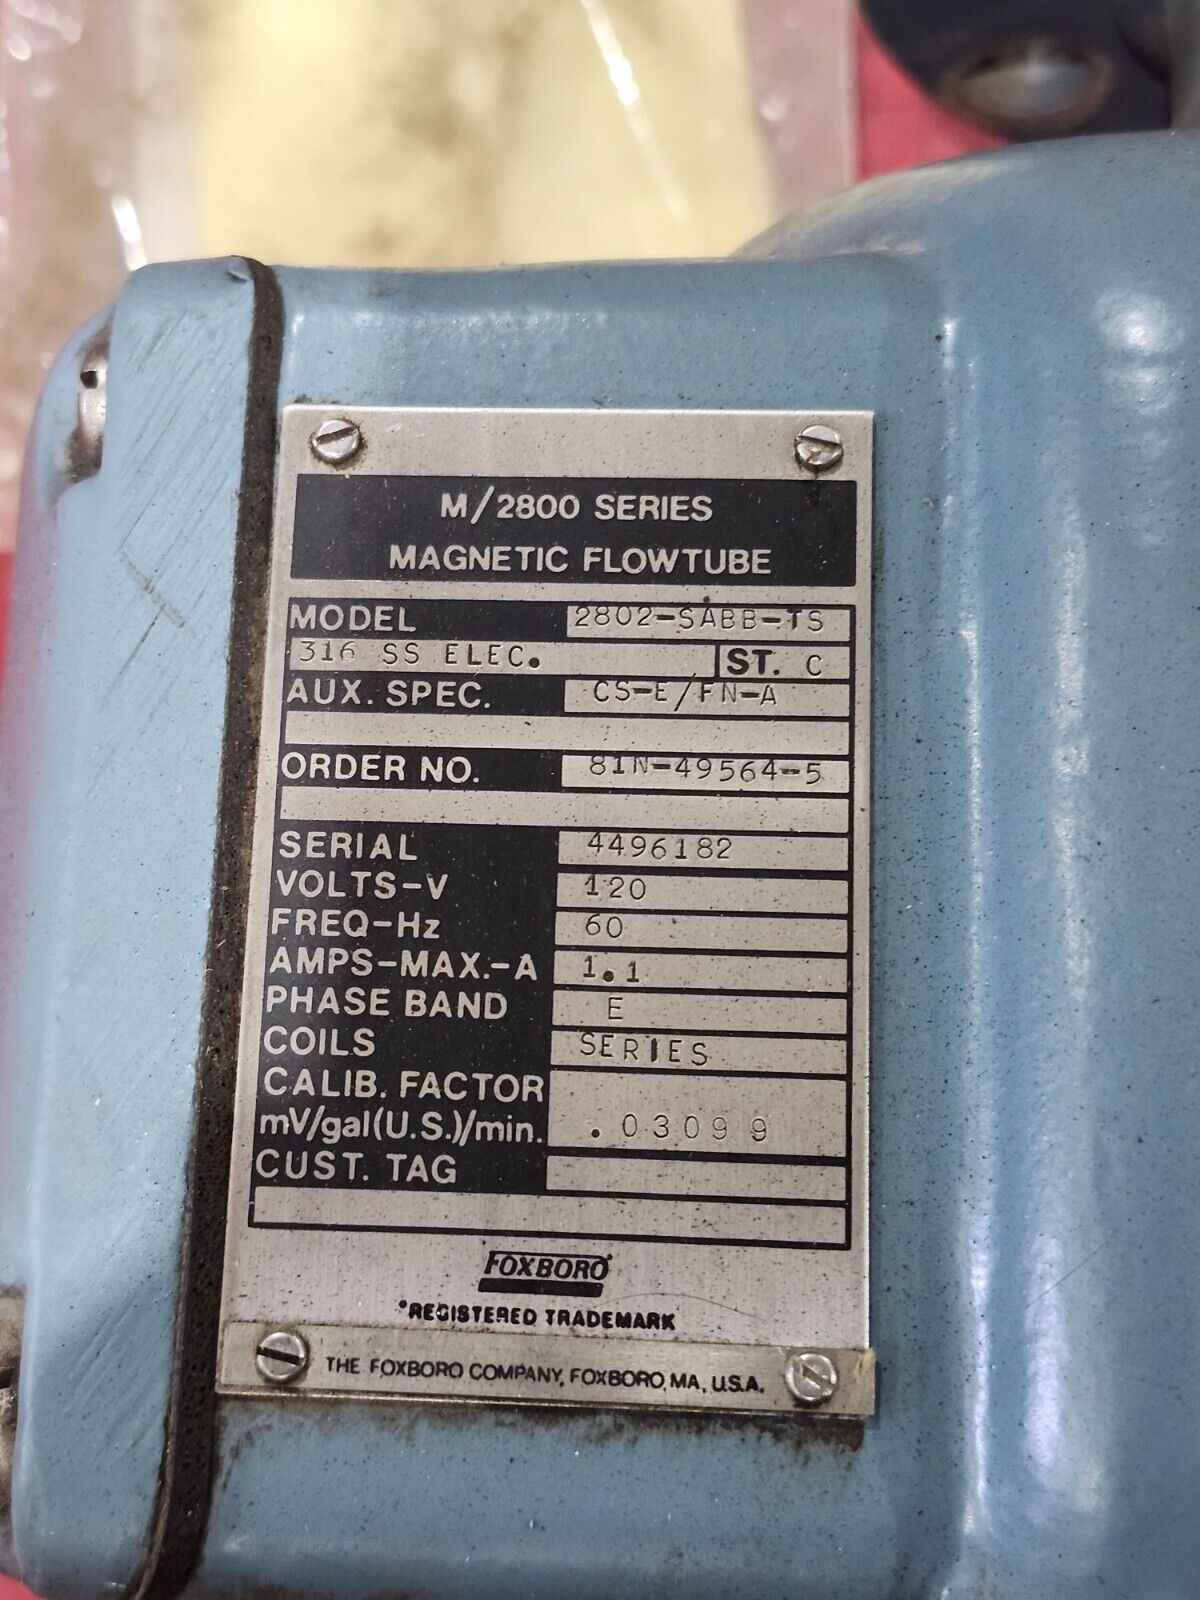 M/2800 SERIES
MAGNETIC FLOWTUBE
MODEL 2802-SABB-TS
316 SS ELEC. ST. C
AUX. SPEC. CS-E/FN-A
ORDER NO. 81N-49564-5
SERIAL 4496182
VOLTS-V 120
FREQ-Hz 60
AMPS-MAX.-A 1.1
PHASE BAND E
COILS SERIES
CALIB. FACTOR
mV/gal(U.S.)/min. .03099
CUST. TAG
FOXBORO*
*REGISTERED TRADEMARK
THE FOXBORO COMPANY, FOXBORO, MA., U.S.A.